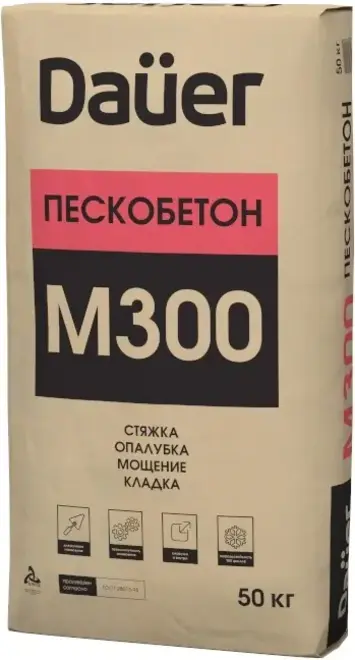 Daüer
ПЕСКОБЕТОН
М300
СТЯЖКА
ОПАЛУБКА
МОЩЕНИЕ
КЛАДКА
50 кг
50 кг
ПЕСКОБЕТОН
М300
Daüer